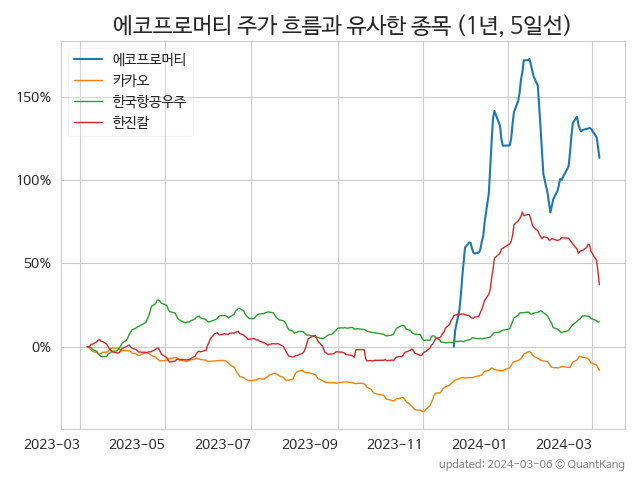 에코프로머티 주가 흐름과 유사한 종목 (1년, 5일선)
에코프로머티
카카오
한국항공우주
한진칼
150%
100%
50%
0%
2023-03 2023-05 2023-07 2023-09 2023-11 2024-01 2024-03
updated: 2024-03-06 © QuantKang